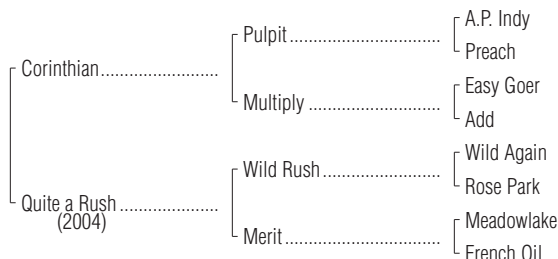 Pulpit
A.P. Indy
Preach
Corinthian
Multiply
Easy Goer
Add
Wild Rush
Wild Again
Rose Park
Quite a Rush
(2004)
Merit
Meadowlake
French Oil